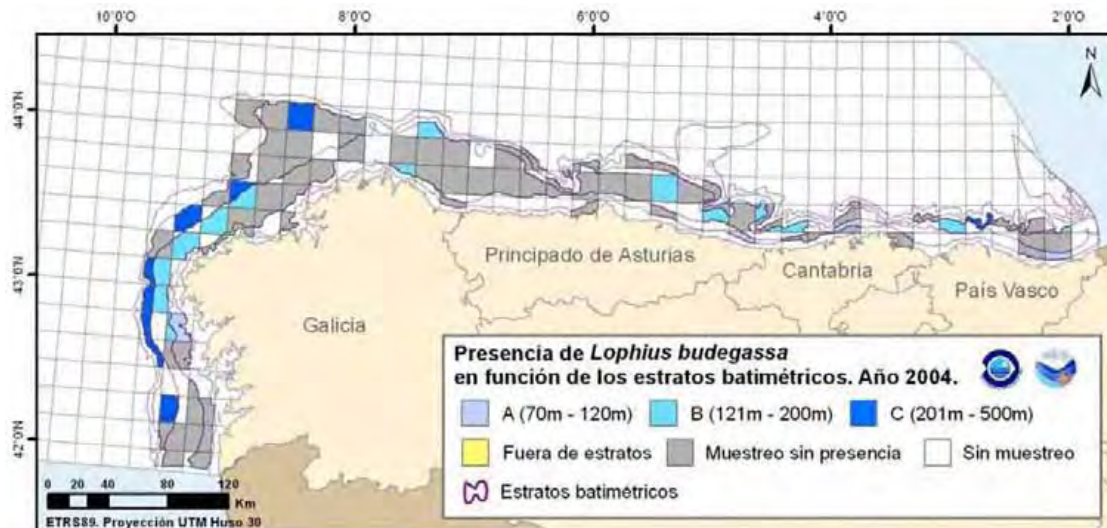 10°0'O 8°0'O 6°0'O 4°0'O 2°0'O
N
44°0'N
43°0'N
42°0'N
Principado de Asturias
Cantabria
País Vasco
Galicia
Presencia de Lophius budegassa
en función de los estratos batimétricos. Año 2004.
A (70m - 120m) B (121m - 200m) C (201m - 500m)
Fuera de estratos Muestreo sin presencia Sin muestreo
Estratos batimétricos
0 20 40 80 120
Km
ETRS89. Proyección UTM Huso 30